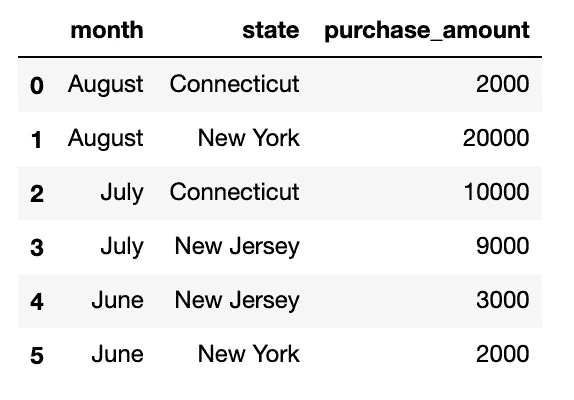 month state purchase_amount
0 August Connecticut 2000
1 August New York 20000
2 July Connecticut 10000
3 July New Jersey 9000
4 June New Jersey 3000
5 June New York 2000